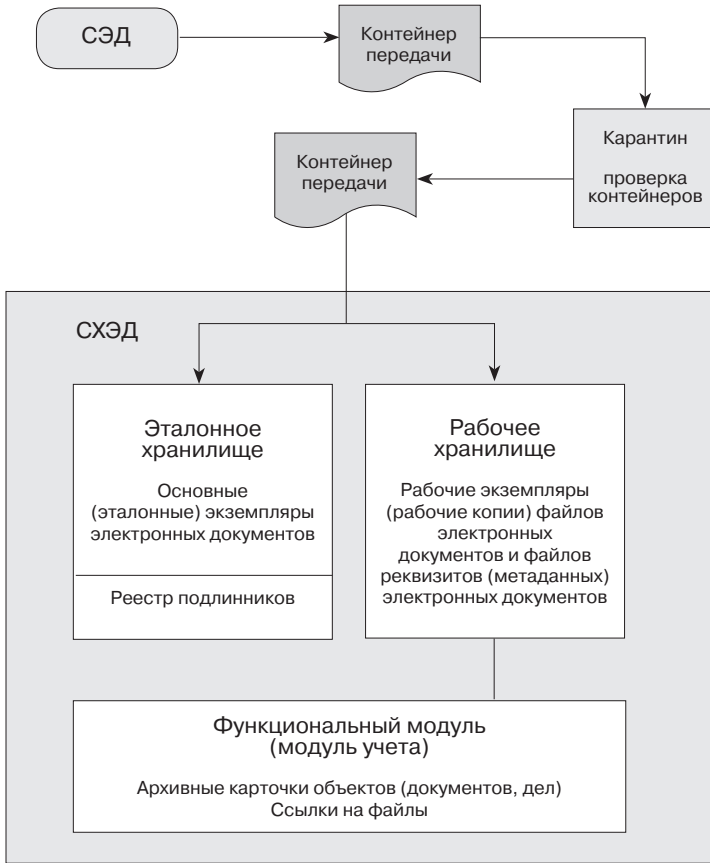 СЭД
Контейнер
передачи
Карантин
проверка
контейнеров
Контейнер
передачи
СХЭД
Эталонное
хранилище
Основные
(эталонные) экземпляры
электронных документов
Реестр подлинников
Рабочее
хранилище
Рабочие экземпляры
(рабочие копии) файлов
электронных
документов и файлов
реквизитов (метаданных)
электронных документов
Функциональный модуль
(модуль учета)
Архивные карточки объектов (документов, дел)
Ссылки на файлы